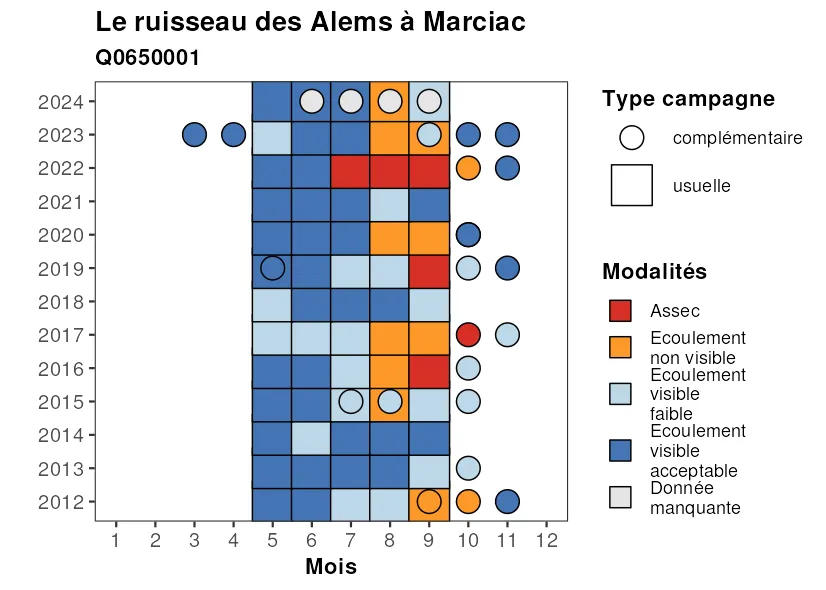 Le ruisseau des Alems à Marciac
Q0650001
2024
2023
2022
2021
2020
2019
2018
2017
2016
2015
2014
2013
2012
1 2 3 4 5 6 7 8 9 10 11 12
Mois
Type campagne
complémentaire
usuelle
Modalités
Assec
Ecoulement
non visible
Ecoulement
visible
faible
Ecoulement
visible
acceptable
Donnée
manquante